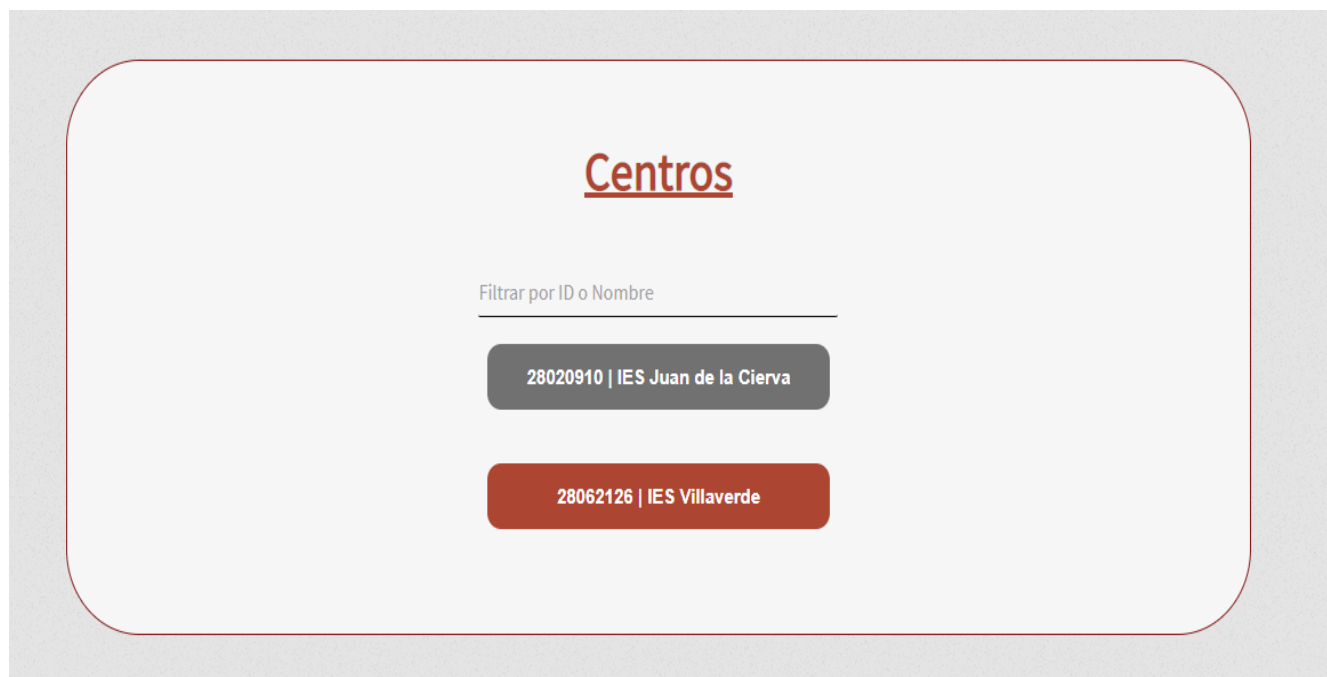 Centros
Filtrar por ID o Nombre
28020910 | IES Juan de la Cierva
28062126 | IES Villaverde